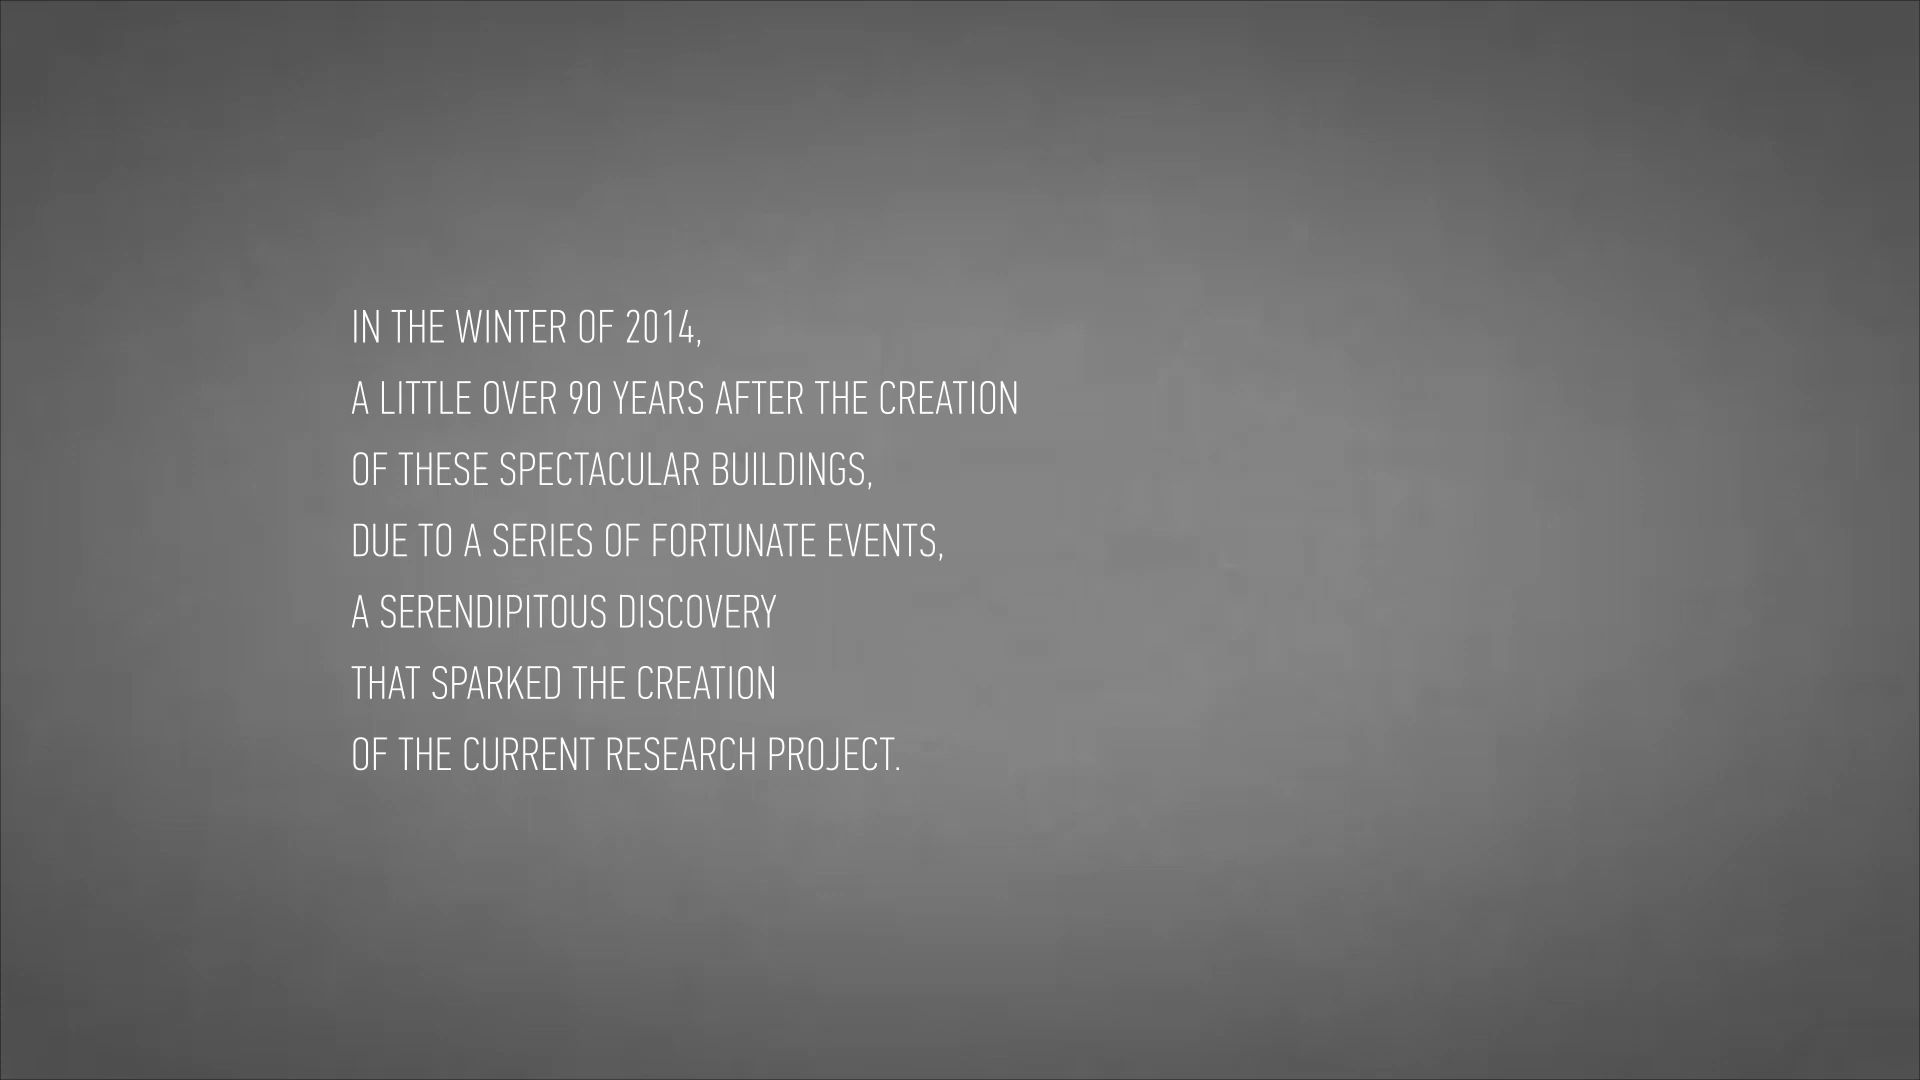 IN THE WINTER OF 2014,
A LITTLE OVER 90 YEARS AFTER THE CREATION
OF THESE SPECTACULAR BUILDINGS,
DUE TO A SERIES OF FORTUNATE EVENTS,
A SERENDIPITOUS DISCOVERY
THAT SPARKED THE CREATION
OF THE CURRENT RESEARCH PROJECT.